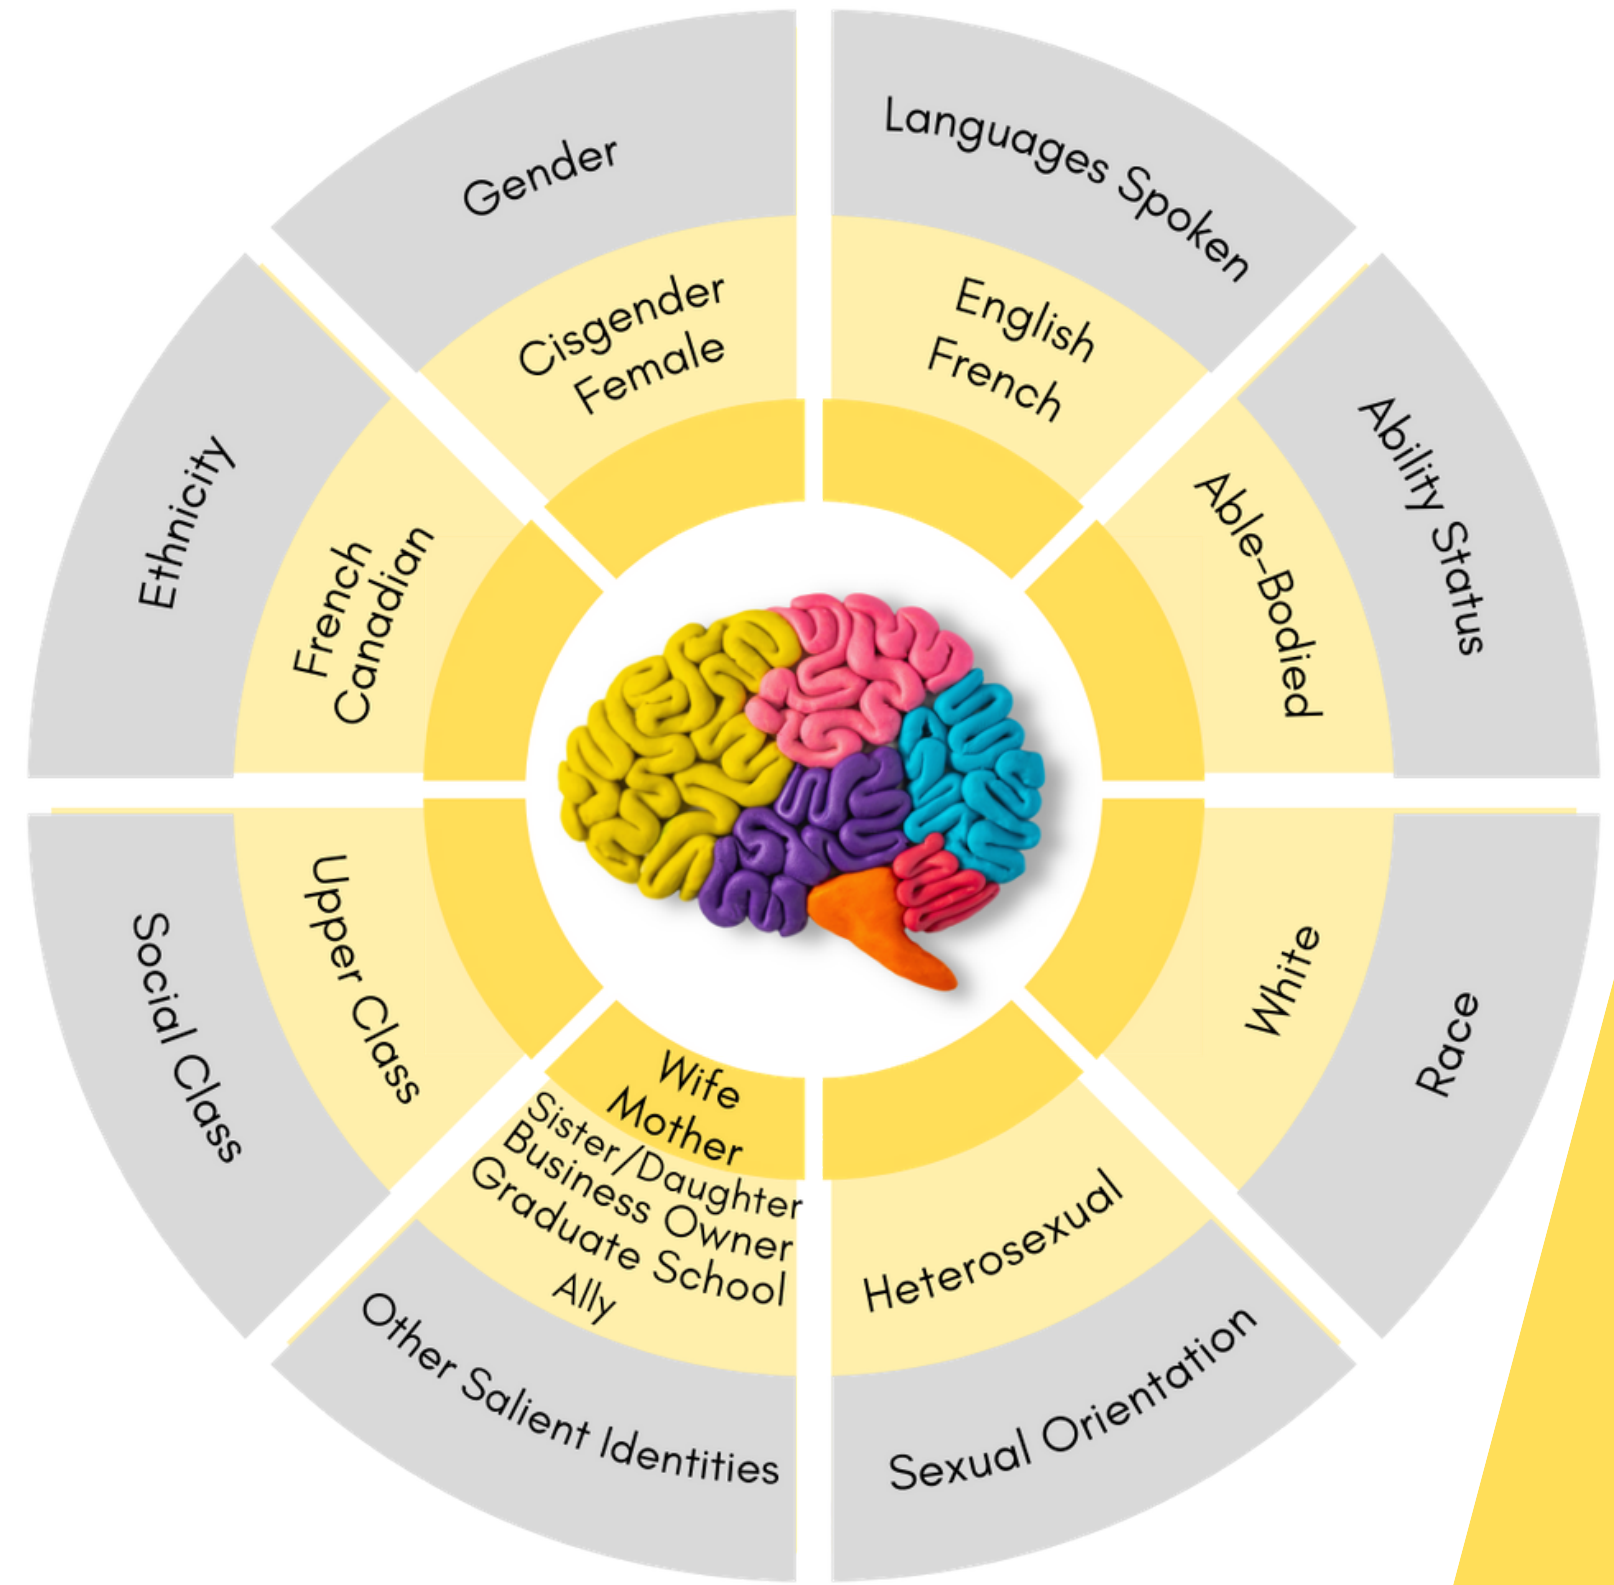 Gender
Cisgender
Female
Languages Spoken
English
French
Ability Status
Able-Bodied
Race
White
Sexual Orientation
Heterosexual
Wife
Mother
Sister/Daughter
Business Owner
Graduate School
Ally
Other Salient Identities
Social Class
Upper Class
Ethnicity
French
Canadian